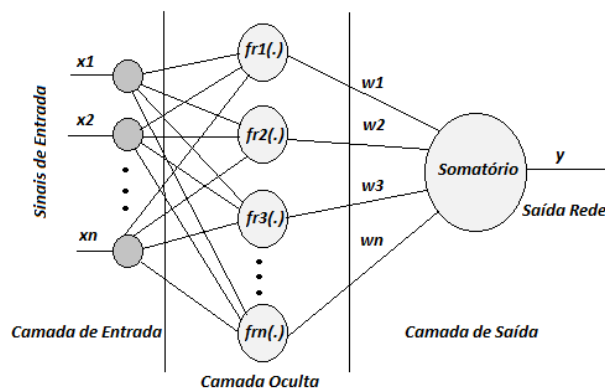 x1
x2
xn
Sinais de Entrada
fr1(.)
fr2(.)
fr3(.)
frn(.)
w1
w2
w3
wn
Somatório
y
Saída Rede
Camada de Entrada
Camada Oculta
Camada de Saída